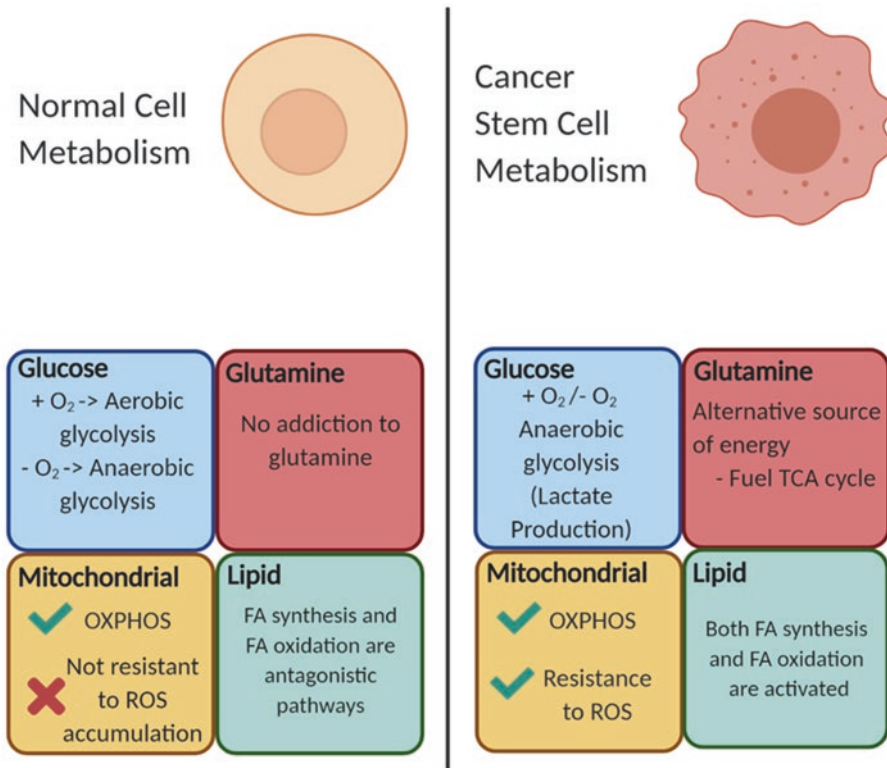 Normal Cell
Metabolism
Glucose
+ O₂ -> Aerobic
glycolysis
- O₂ -> Anaerobic
glycolysis
Glutamine
No addiction to
glutamine
Mitochondrial
OXPHOS
Not resistant
to ROS
accumulation
Lipid
FA synthesis and
FA oxidation are
antagonistic
pathways
Cancer
Stem Cell
Metabolism
Glucose
+ O₂ /- O₂
Anaerobic
glycolysis
(Lactate
Production)
Glutamine
Alternative source
of energy
- Fuel TCA cycle
Mitochondrial
OXPHOS
Resistance
to ROS
Lipid
Both FA synthesis
and FA oxidation
are activated